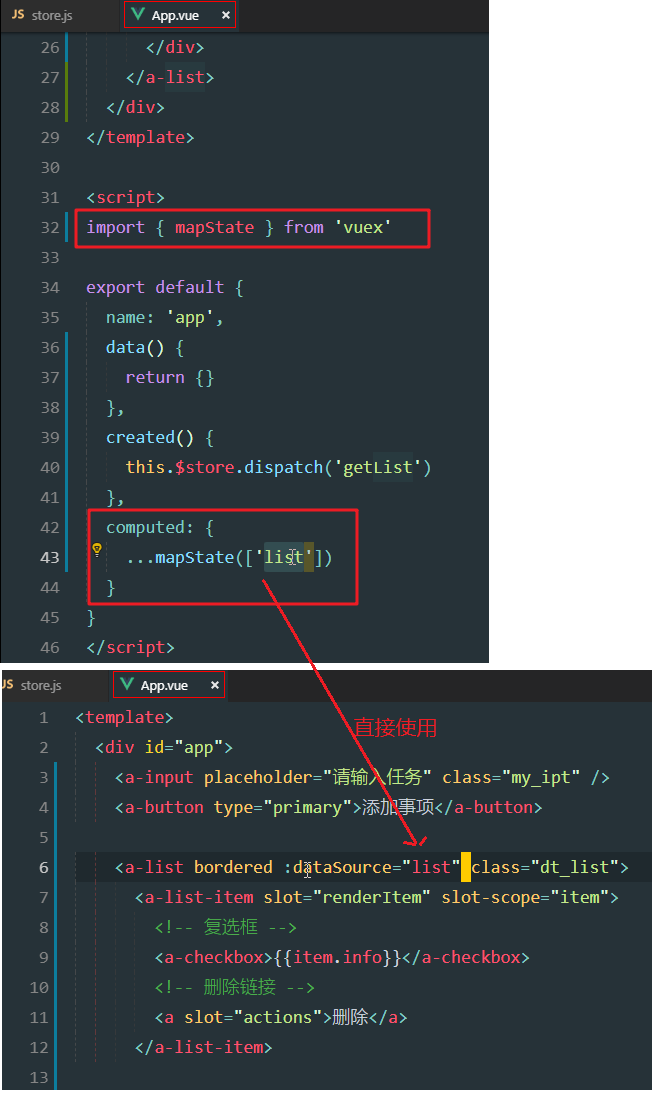 JS store.js App.vue ×
26 </div>
27 </a-list>
28 </div>
29 </template>
30
31 <script>
32 import { mapState } from 'vuex'
33
34 export default {
35 name: 'app',
36 data() {
37 return {}
38 },
39 created() {
40 this.$store.dispatch('getList')
41 },
42 computed: {
43 ...mapState(['list'])
44 }
45 }
46 </script>
JS store.js App.vue ×
直接使用
1 <template>
2 <div id="app">
3 <a-input placeholder="请输入任务" class="my_ipt" />
4 <a-button type="primary">添加事项</a-button>
5
6 <a-list bordered :dataSource="list" class="dt_list">
7 <a-list-item slot="renderItem" slot-scope="item">
8 <!-- 复选框 -->
9 <a-checkbox>{{item.info}}</a-checkbox>
10 <!-- 删除链接 -->
11 <a slot="actions">删除</a>
12 </a-list-item>
13